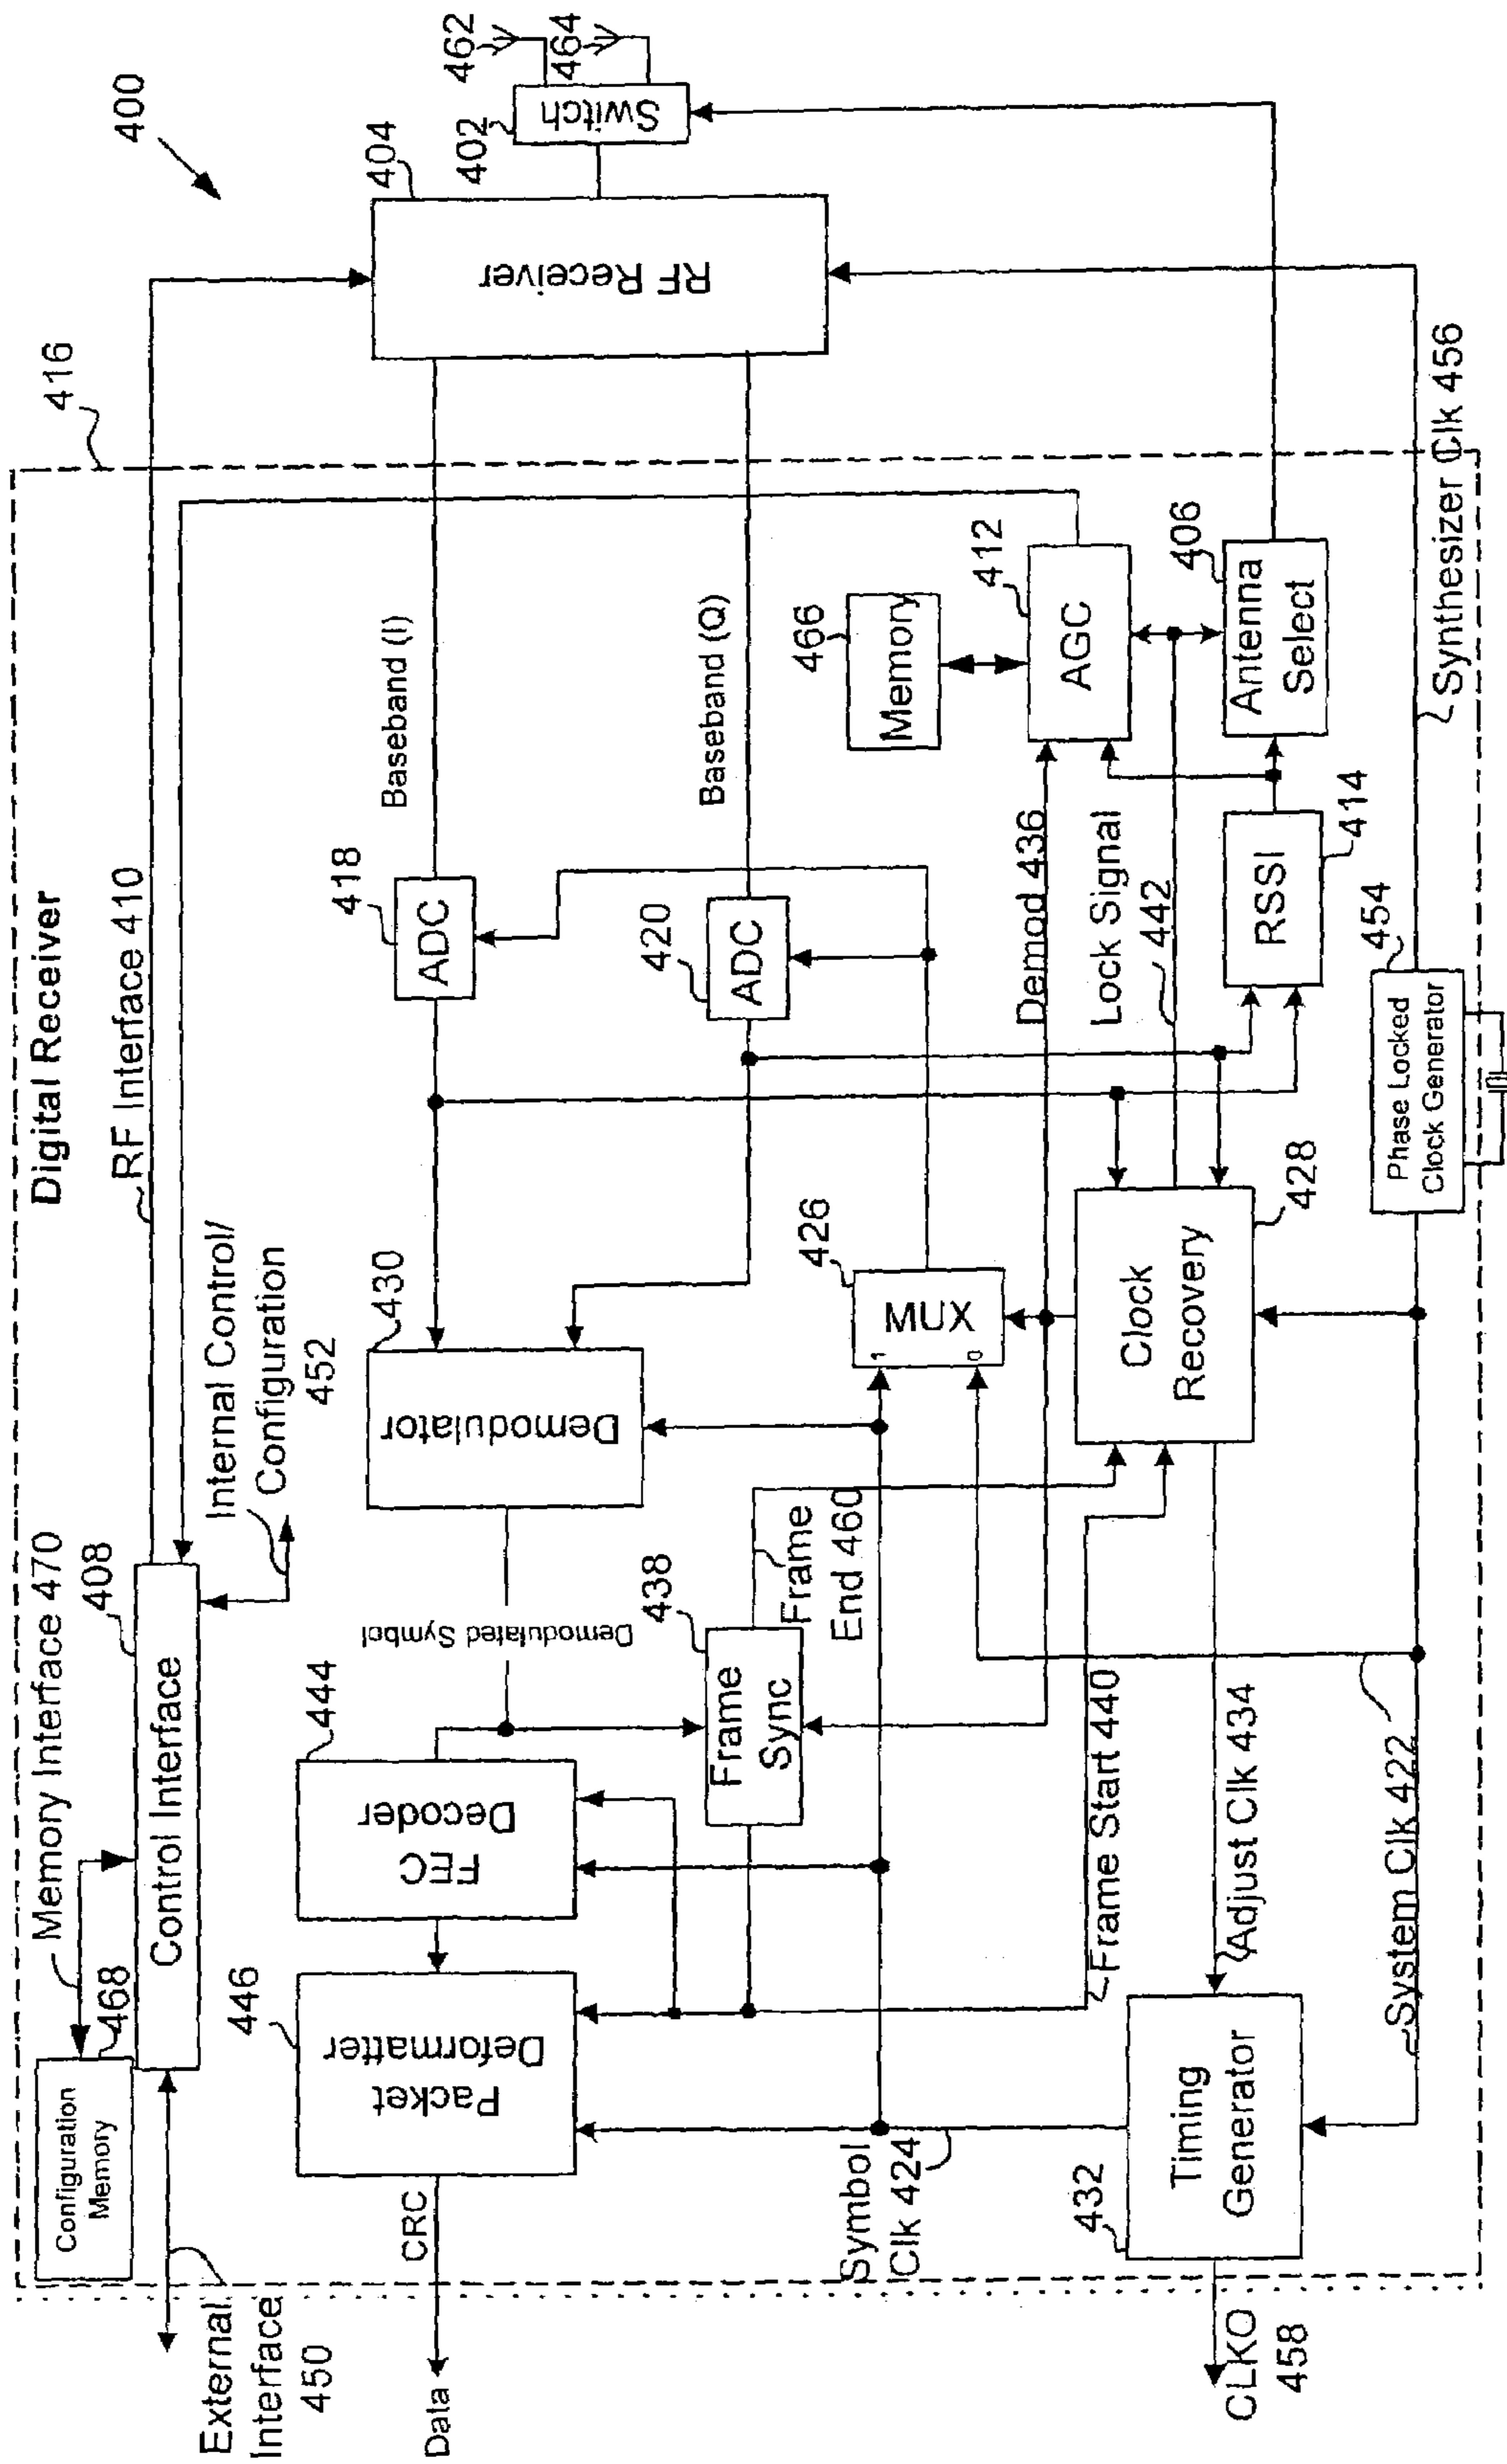 400
416
Digital Receiver
RF Interface 410
Memory Interface 470
408
Control Interface
Internal Control/
Configuration
452
468
Configuration
Memory
External
Interface
450
462
464
402
Switch
404
RF Receiver
Baseband (I)
Baseband (Q)
418
ADC
420
ADC
430
Demodulator
Demodulated Symbol
444
Decoder
FEC
446
Packet
Deformatter
CRC
Data
438
Frame
Sync
Frame
End 460
426
MUX
1
0
466
Memory
412
AGC
406
Antenna
Select
Demod 436
Lock Signal
442
RSSI
414
428
Clock
Recovery
Frame Start 440
Adjust Clk 434
Symbol
Clk 424
432
Timing
Generator
CLKO
458
System Clk 422
454
Phase Locked
Clock Generator
Synthesizer Clk 456